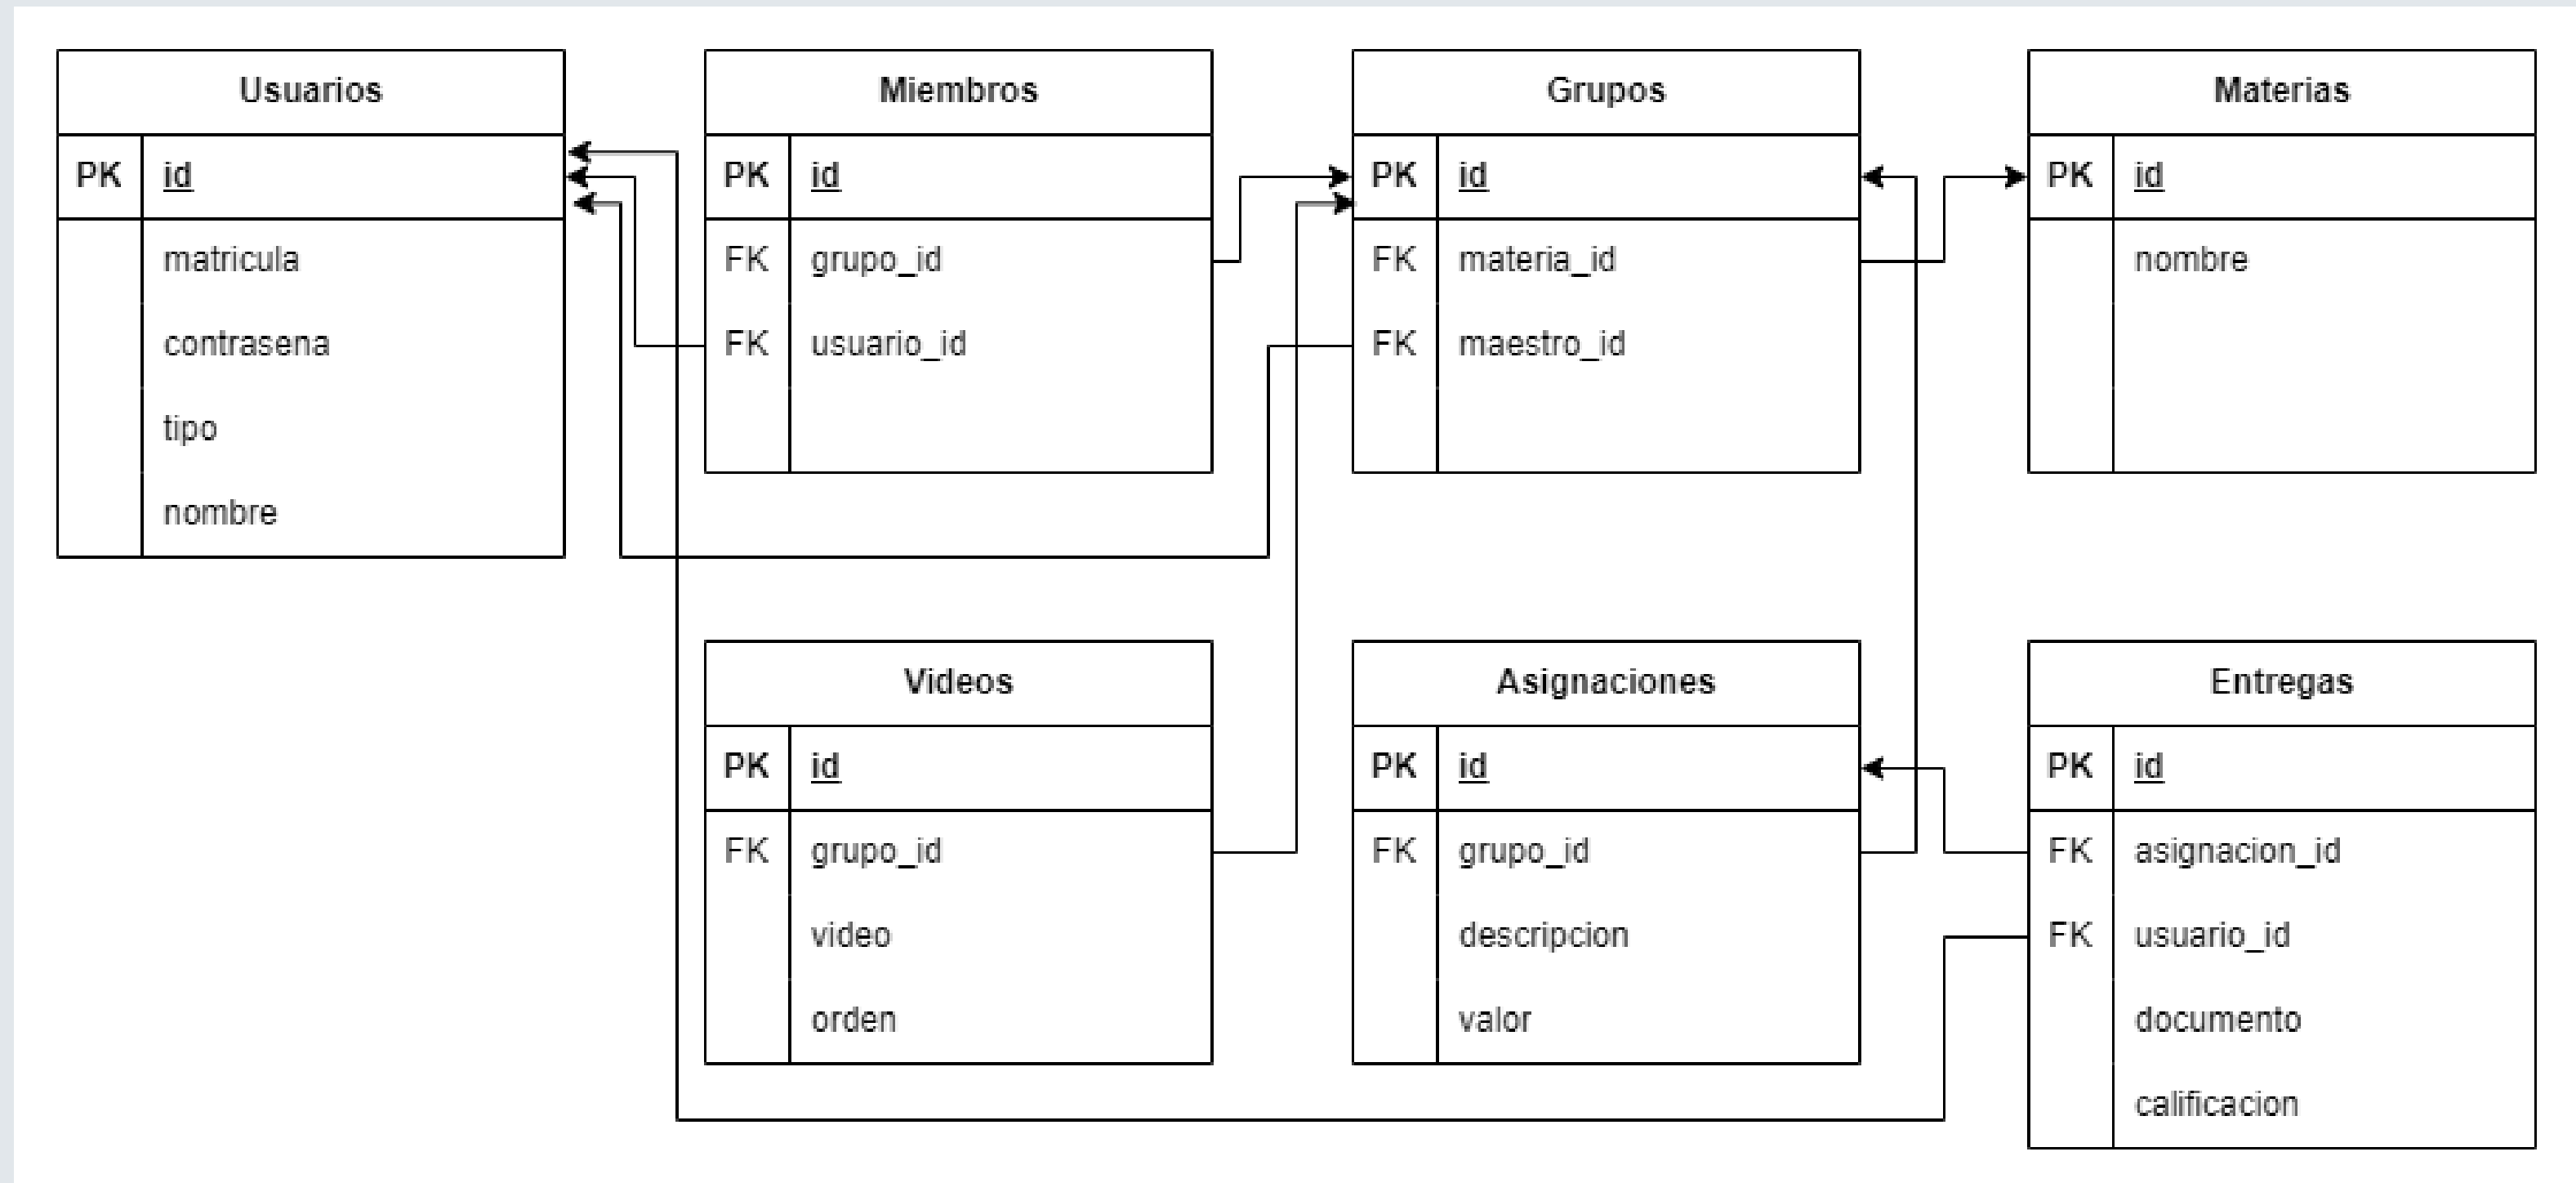 Usuarios
PK id
matricula
contrasena
tipo
nombre
Miembros
PK id
FK grupo_id
FK usuario_id
Grupos
PK id
FK materia_id
FK maestro_id
Materias
PK id
nombre
Videos
PK id
FK grupo_id
video
orden
Asignaciones
PK id
FK grupo_id
descripcion
valor
Entregas
PK id
FK asignacion_id
FK usuario_id
documento
calificacion